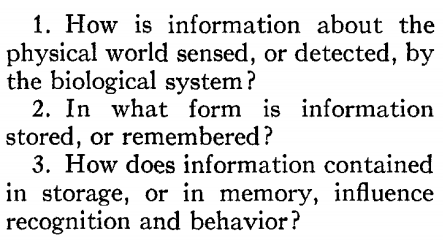 1. How is information about the
physical world sensed, or detected, by
the biological system?
2. In what form is information
stored, or remembered?
3. How does information contained
in storage, or in memory, influence
recognition and behavior?